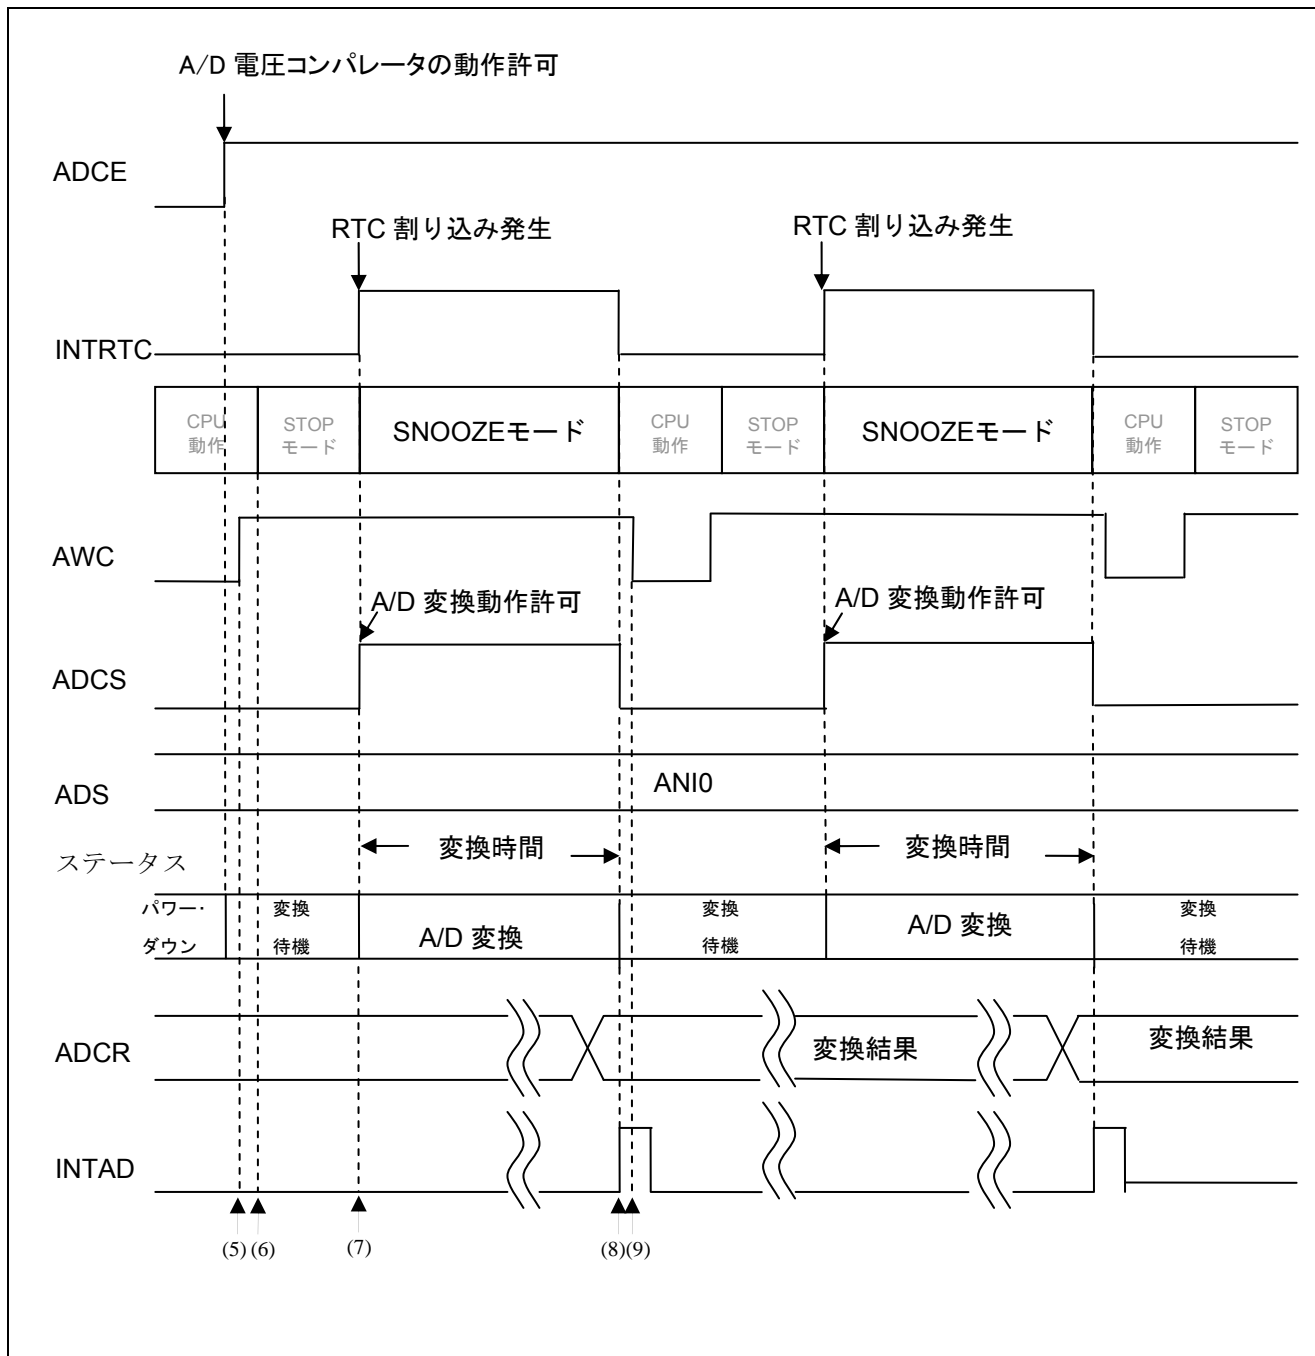 A/D 電圧コンパレータの動作許可
ADCE
RTC 割り込み発生
RTC 割り込み発生
INTRTC
CPU
動作
STOP
モード
SNOOZEモード
CPU
動作
STOP
モード
SNOOZEモード
CPU
動作
STOP
モード
AWC
A/D 変換動作許可
A/D 変換動作許可
ADCS
ADS
ANI0
変換時間
変換時間
ステータス
パワー・
ダウン
変換
待機
A/D 変換
変換
待機
A/D 変換
変換
待機
ADCR
変換結果
変換結果
INTAD
(5) (6) (7) (8)(9)